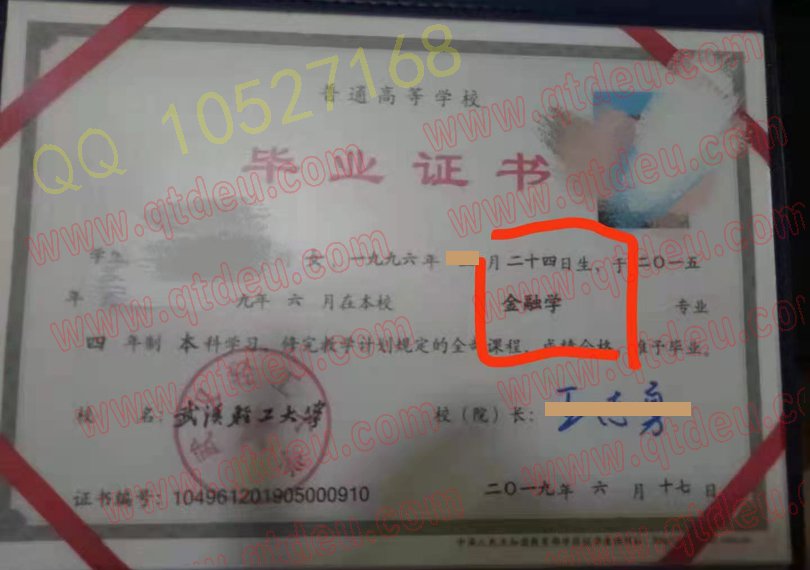 QQ 10527168
www.qtdeu.com
普通高等学校
毕业证书
学生 女 一九九六年 月二十四日生，于二〇一五
年 九年 六 月在本校 金融学 专业
四 年制 本科学习，修完教学计划规定的全部课程，成绩合格，准予毕业。
校 名：武汉轻工大学 校（院）长：
证书编号：104961201905000910 二〇一九年 六 月 十七 日